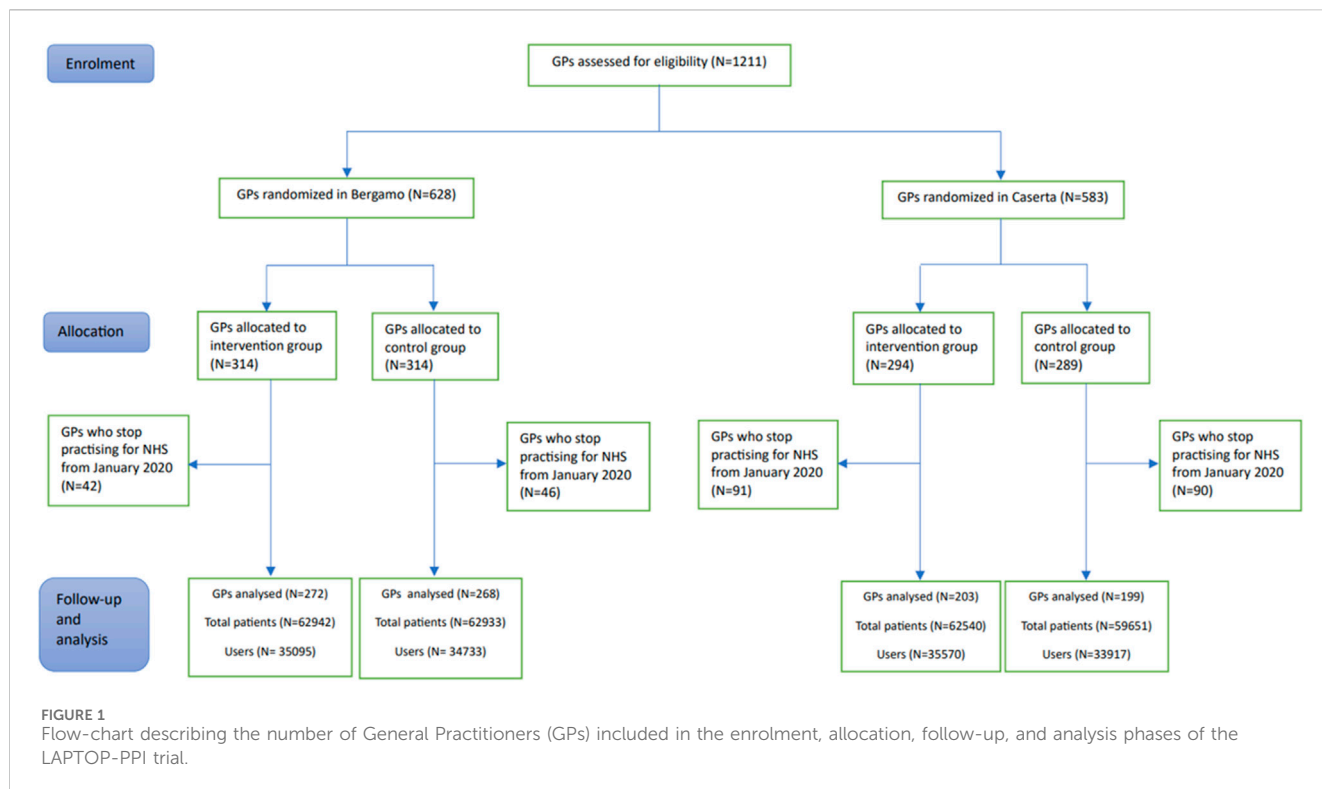 Enrolment
GPs assessed for eligibility (N=1211)
GPs randomized in Bergamo (N=628)
GPs randomized in Caserta (N=583)
Allocation
GPs allocated to
intervention group
(N=314)
GPs allocated to
control group
(N=314)
GPs allocated to
intervention group
(N=294)
GPs allocated to
control group
(N=289)
GPs who stop
practising for NHS
from January 2020
(N=42)
GPs who stop
practising for NHS
from January 2020
(N=46)
GPs who stop
practising for NHS
from January 2020
(N=91)
GPs who stop
practising for NHS
from January 2020
(N=90)
Follow-up
and
analysis
GPs analysed (N=272)
Total patients (N=62942)
Users (N= 35095)
GPs analysed (N=268)
Total patients (N=62933)
Users (N= 34733)
GPs analysed (N=203)
Total patients (N=62540)
Users (N=35570)
GPs analysed (N=199)
Total patients (N=59651)
Users (N=33917)
FIGURE 1
Flow-chart describing the number of General Practitioners (GPs) included in the enrolment, allocation, follow-up, and analysis phases of the
LAPTOP-PPI trial.